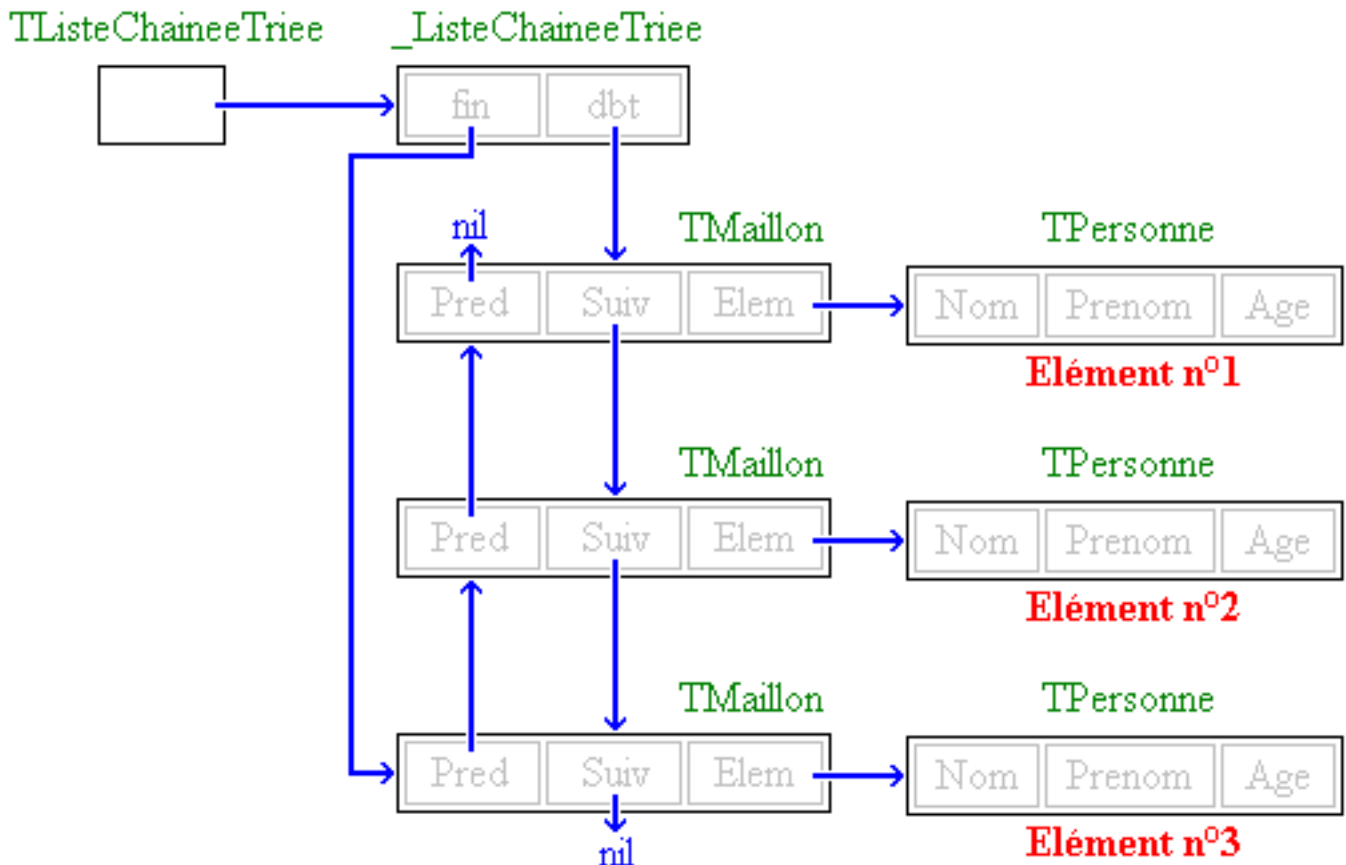 TListeChaineeTriee _ListeChaineeTriee
fin dbt
nil TMaillon TPersonne
Pred Suiv Elem Nom Prenom Age
Elément n°1
TMaillon TPersonne
Pred Suiv Elem Nom Prenom Age
Elément n°2
TMaillon TPersonne
Pred Suiv Elem Nom Prenom Age
Elément n°3
nil